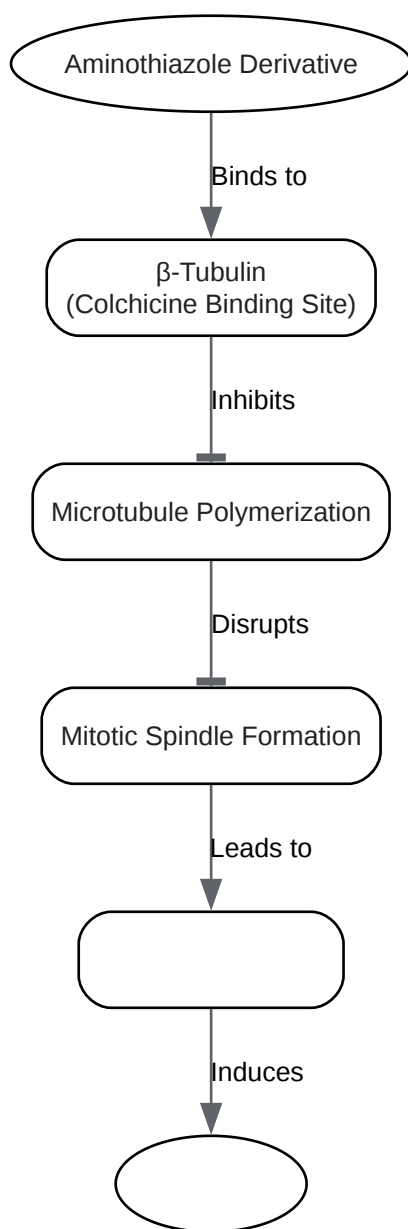 Aminothiazole Derivative
Binds to
β-Tubulin
(Colchicine Binding Site)
Inhibits
Microtubule Polymerization
Disrupts
Mitotic Spindle Formation
Leads to
Induces